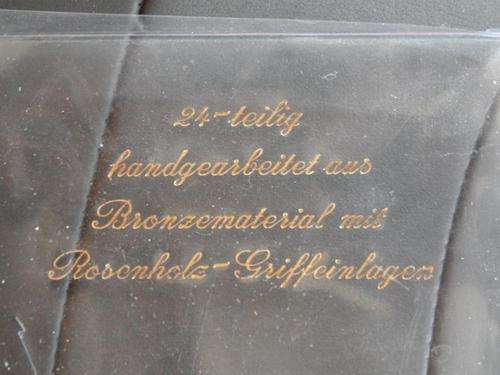 24-teilig
handgearbeitet aus
Bronzematerial mit
Rosenholz-Griffeinlagen